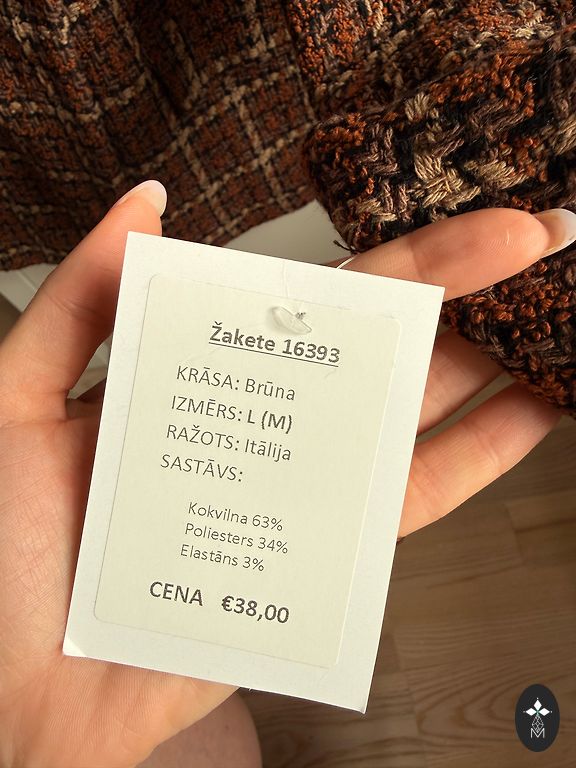 Žakete 16393
KRĀSA: Brūna
IZMĒRS: L (M)
RAŽOTS: Itālija
SASTĀVS:
Kokvilna 63%
Poliesters 34%
Elastāns 3%
CENA €38,00
M